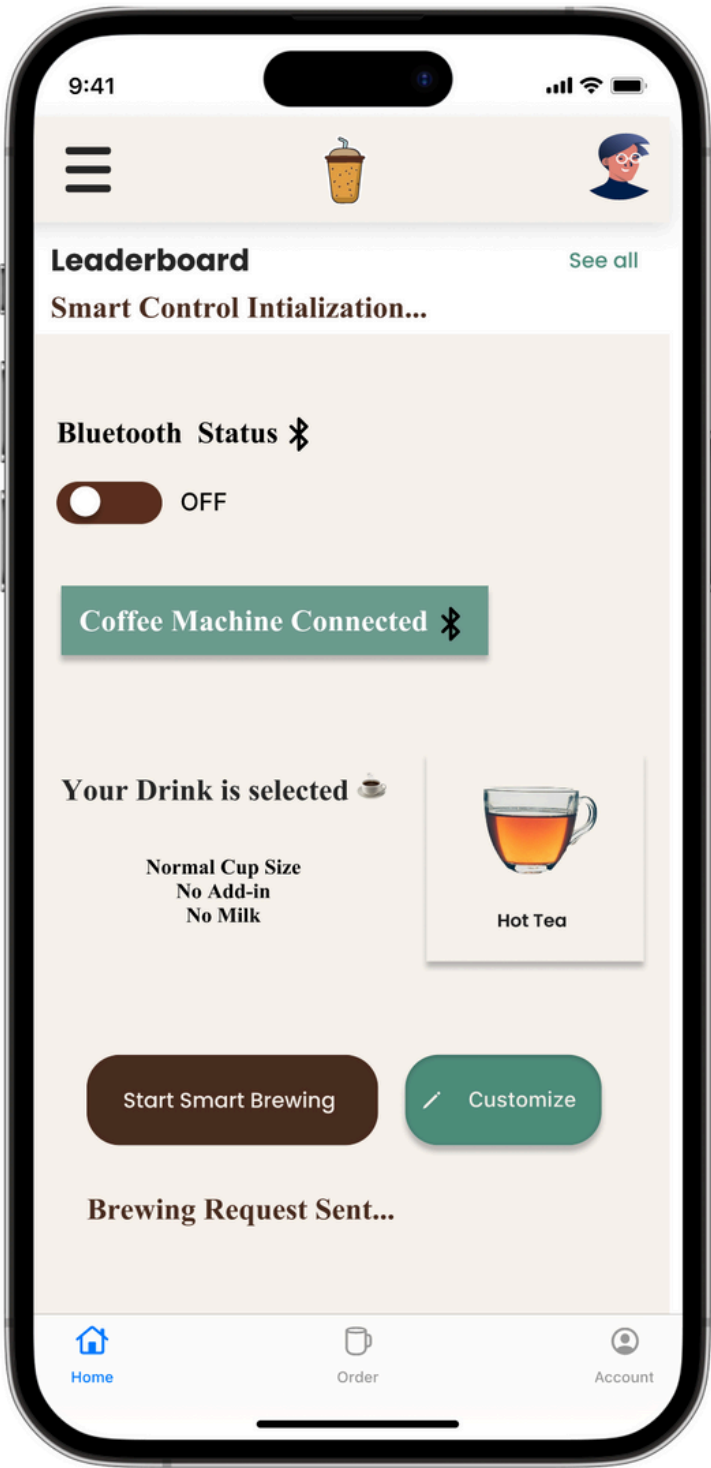 9:41
Leaderboard
See all
Smart Control Intialization...
Bluetooth Status
OFF
Coffee Machine Connected
Your Drink is selected
Normal Cup Size
No Add-in
No Milk
Hot Tea
Start Smart Brewing
Customize
Brewing Request Sent...
Home
Order
Account